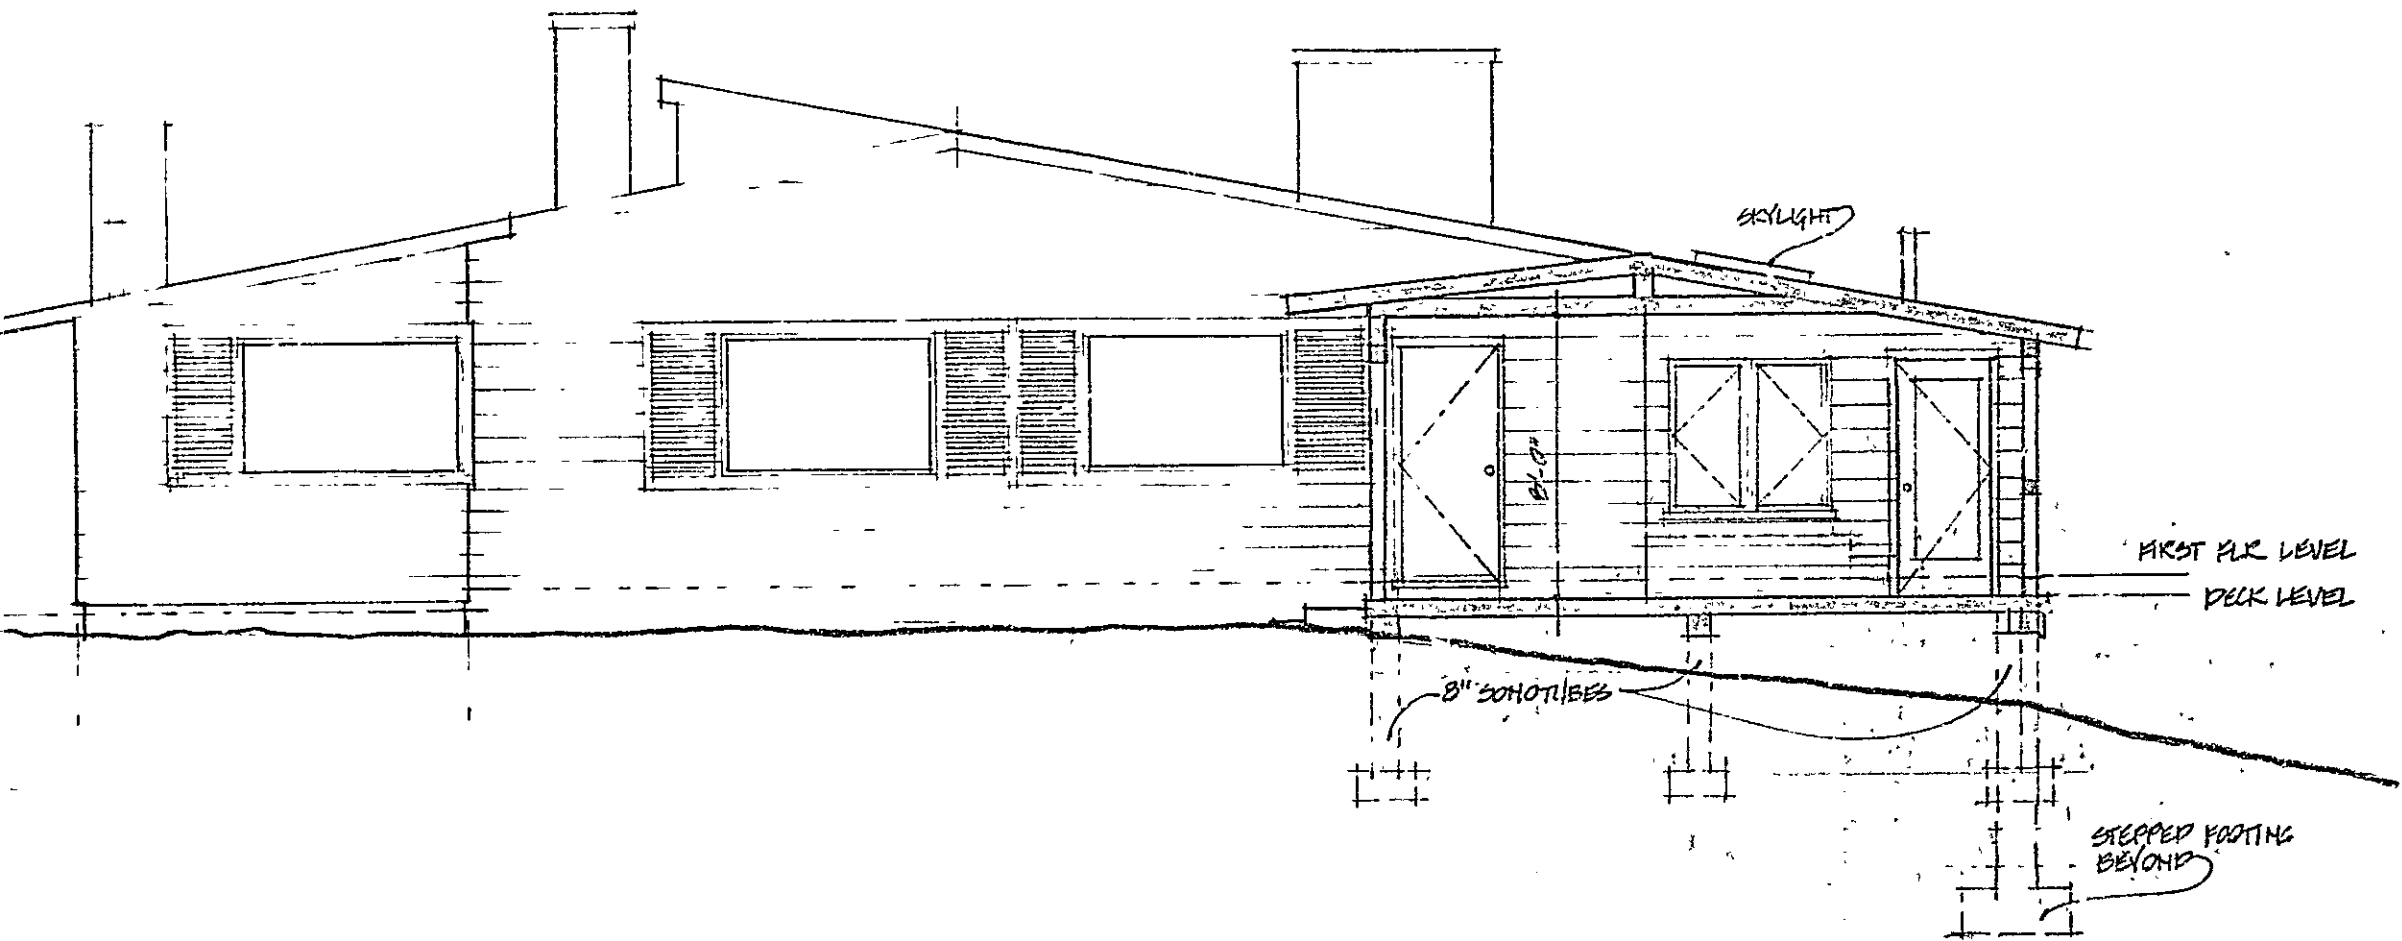 SKYLIGHT
8'-0"
FIRST FLR LEVEL
DECK LEVEL
8" SONOTUBES
STEPPED FOOTING
BEYOND